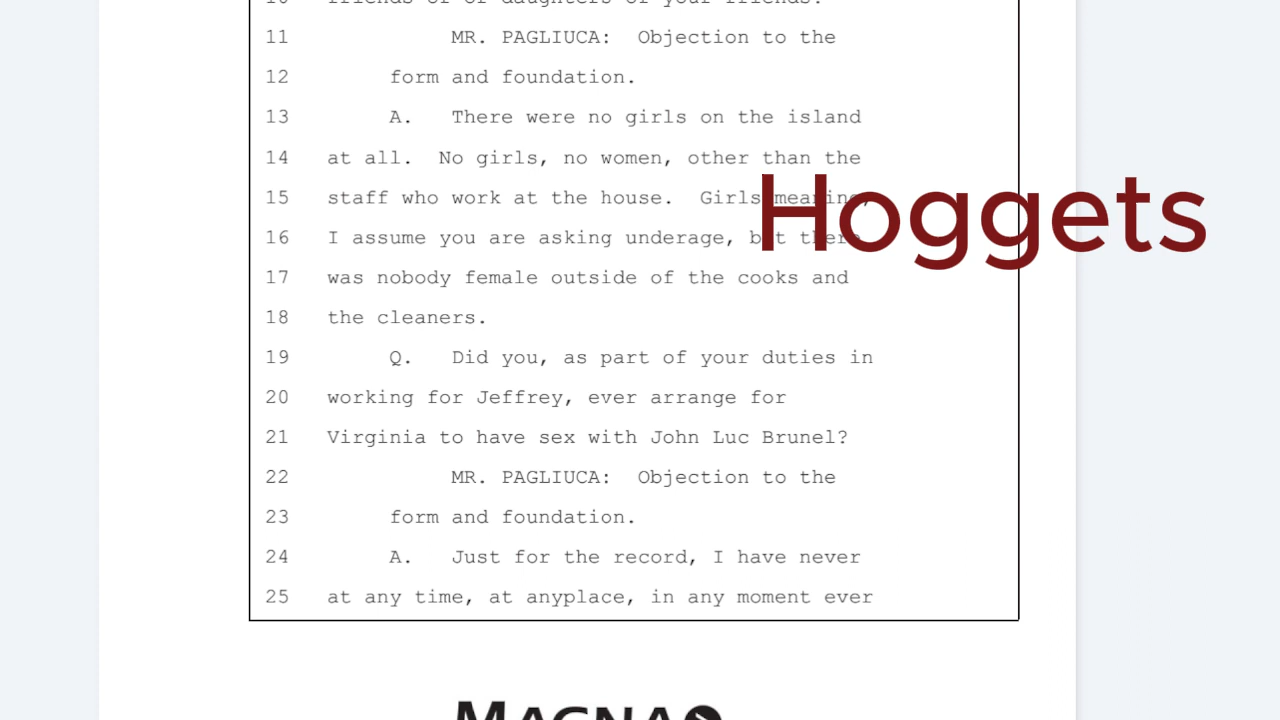 11 MR. PAGLIUCA: Objection to the
12 form and foundation.
13 A. There were no girls on the island
14 at all. No girls, no women, other than the
15 staff who work at the house. Girls meaning,
16 I assume you are asking underage, but there
17 was nobody female outside of the cooks and
18 the cleaners.
19 Q. Did you, as part of your duties in
20 working for Jeffrey, ever arrange for
21 Virginia to have sex with John Luc Brunel?
22 MR. PAGLIUCA: Objection to the
23 form and foundation.
24 A. Just for the record, I have never
25 at any time, at anyplace, in any moment ever
Hoggets
MAGNA